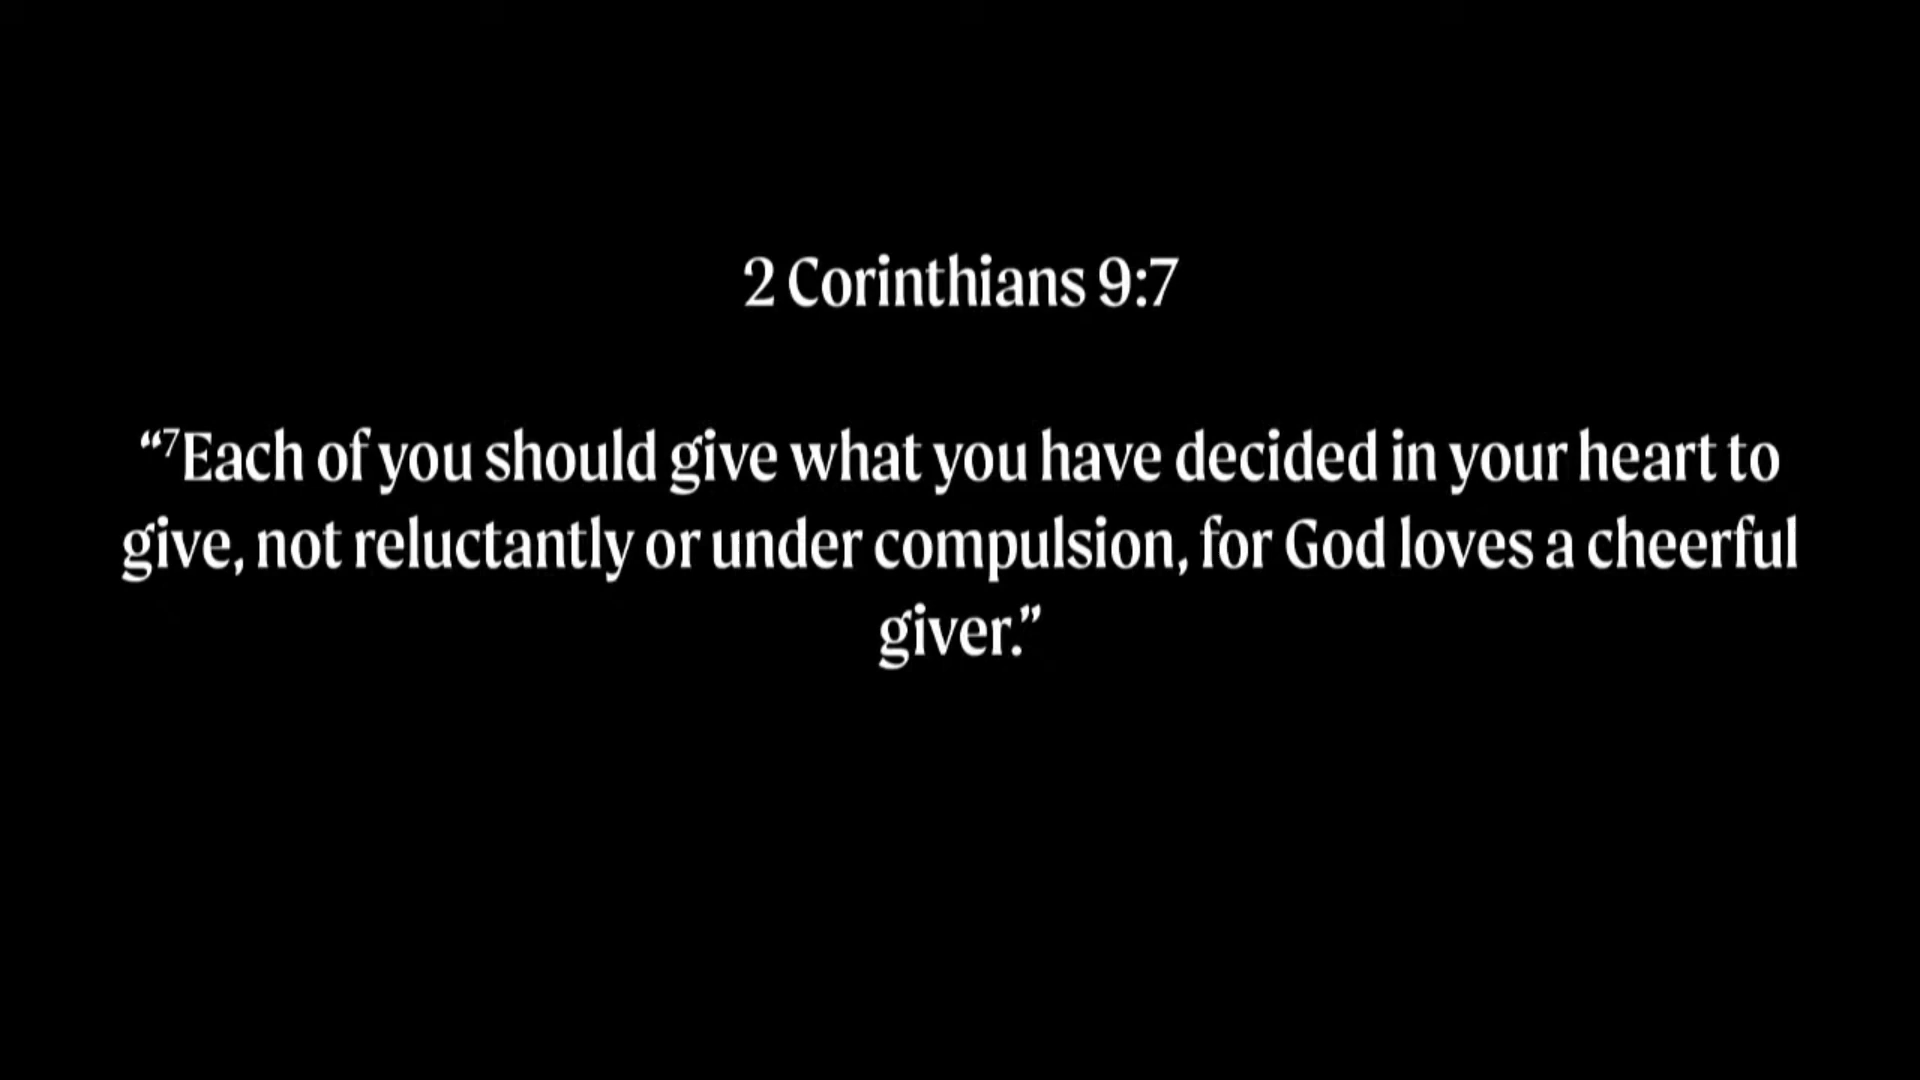 2 Corinthians 9:7
“⁷Each of you should give what you have decided in your heart to
give, not reluctantly or under compulsion, for God loves a cheerful
giver.”